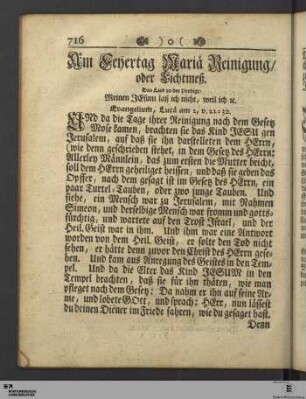 716 ❧ ) o ( ☙
Am Feyertag Mariä Reinigung/
oder Lichtmeß.
Das Lied zu der Predigt:
Meinen JEsum laß ich nicht, weil ich ꝛc.
Evangelium, Lucä am 2, v. 22-32.
UNd da die Tage ihrer Reinigung nach dem Gesetz
Mose kamen, brachten sie das Kind JESU gen
Jerusalem, auf daß sie ihn darstelleten dem HErrn,
(wie denn geschrieben stehet, in dem Gesetz des HErrn:
Allerley Männlein, das zum ersten die Mutter bricht,
soll dem HErrn geheiliget heissen, und daß sie geben das
Opffer, nach dem gesagt ist im Gesetz des HErrn, ein
paar Turtel-Tauben, oder zwo junge Tauben. Und
siehe, ein Mensch war zu Jerusalem, mit Nahmen
Simeon, und derselbige Mensch war fromm und gotts-
fürchtig, und wartete auf den Trost Israel, und der
Heil. Geist war in ihm. Und ihm war eine Antwort
worden von dem Heil. Geist, er solte den Tod nicht
sehen, er hätte denn zuvor den Christ des HErrn gese-
hen. Und kam aus Anregung des Geistes in den Tem-
pel. Und da die Elter das Kind JESUM in den
Tempel brachten, daß sie für ihn thäten, wie man
pfleget nach dem Gesetz: Da nahm er ihn auf seine Ar-
me, und lobete GOtt, und sprach: HErr, nun lässest
du deinen Diener im Friede fahren, wie du gesaget hast.
Denn